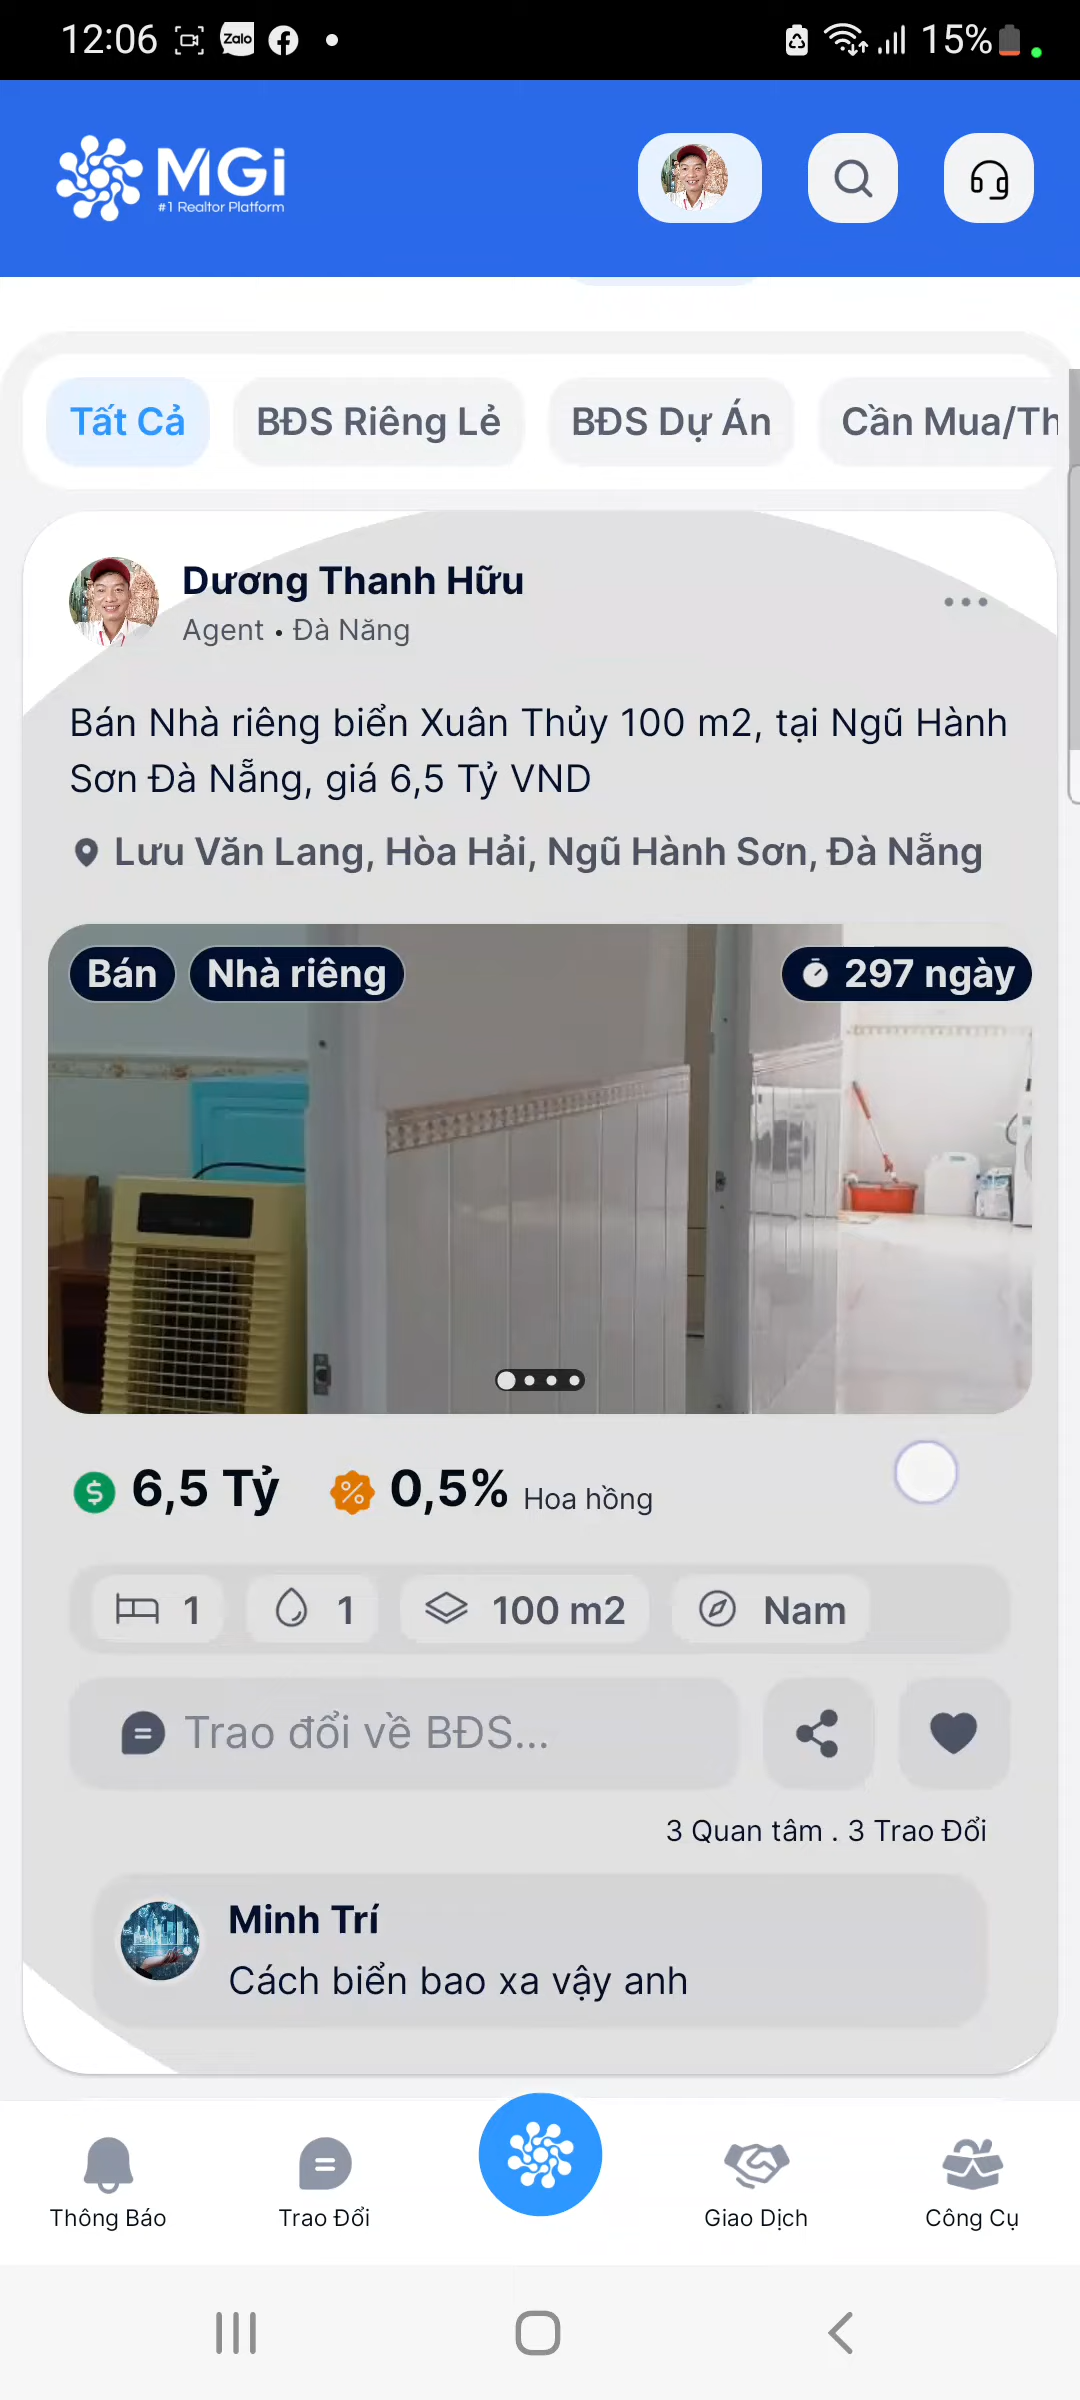 12:06
Zalo
15%
MGi
#1 Realtor Platform
Tất Cả
BĐS Riêng Lẻ
BĐS Dự Án
Cần Mua/Th
Dương Thanh Hữu
Agent • Đà Năng
Bán Nhà riêng biển Xuân Thủy 100 m2, tại Ngũ Hành
Sơn Đà Nẵng, giá 6,5 Tỷ VND
Lưu Văn Lang, Hòa Hải, Ngũ Hành Sơn, Đà Nẵng
Bán
Nhà riêng
297 ngày
6,5 Tỷ
0,5% Hoa hồng
1
1
100 m2
Nam
Trao đổi về BĐS...
3 Quan tâm . 3 Trao Đổi
Minh Trí
Cách biển bao xa vậy anh
Thông Báo
Trao Đổi
Giao Dịch
Công Cụ